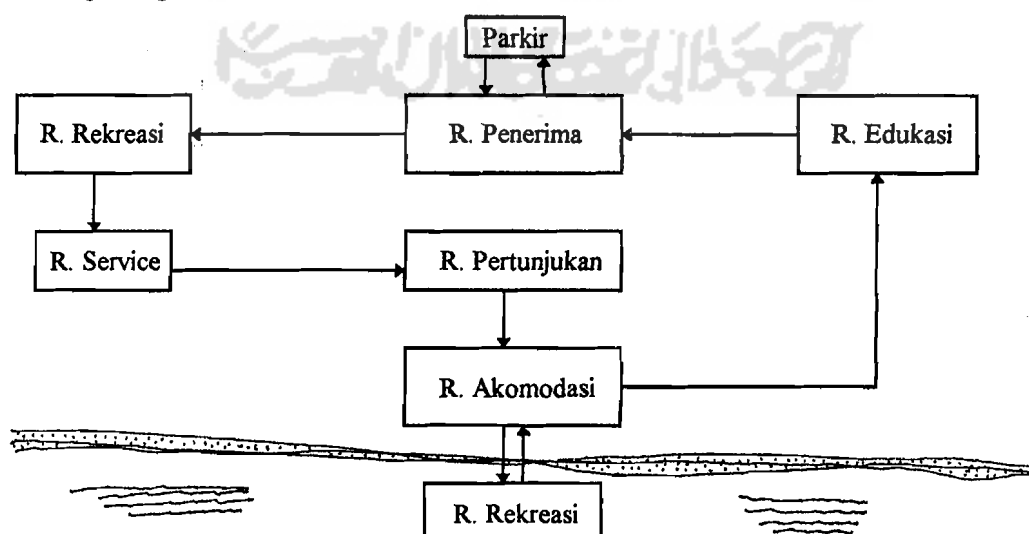 Parkir
R. Rekreasi
R. Penerima
R. Edukasi
R. Service
R. Pertunjukan
R. Akomodasi
R. Rekreasi